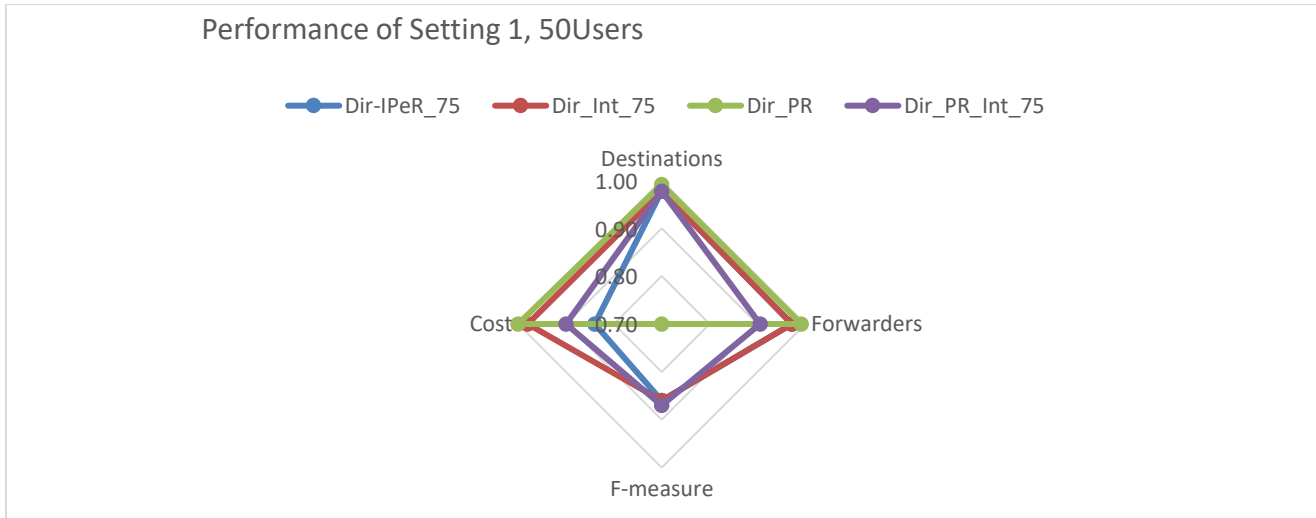 Performance of Setting 1, 50Users
Dir-IPeR_75 Dir_Int_75 Dir_PR Dir_PR_Int_75
Destinations
1.00
0.90
0.80
Cost 0.70 Forwarders
F-measure